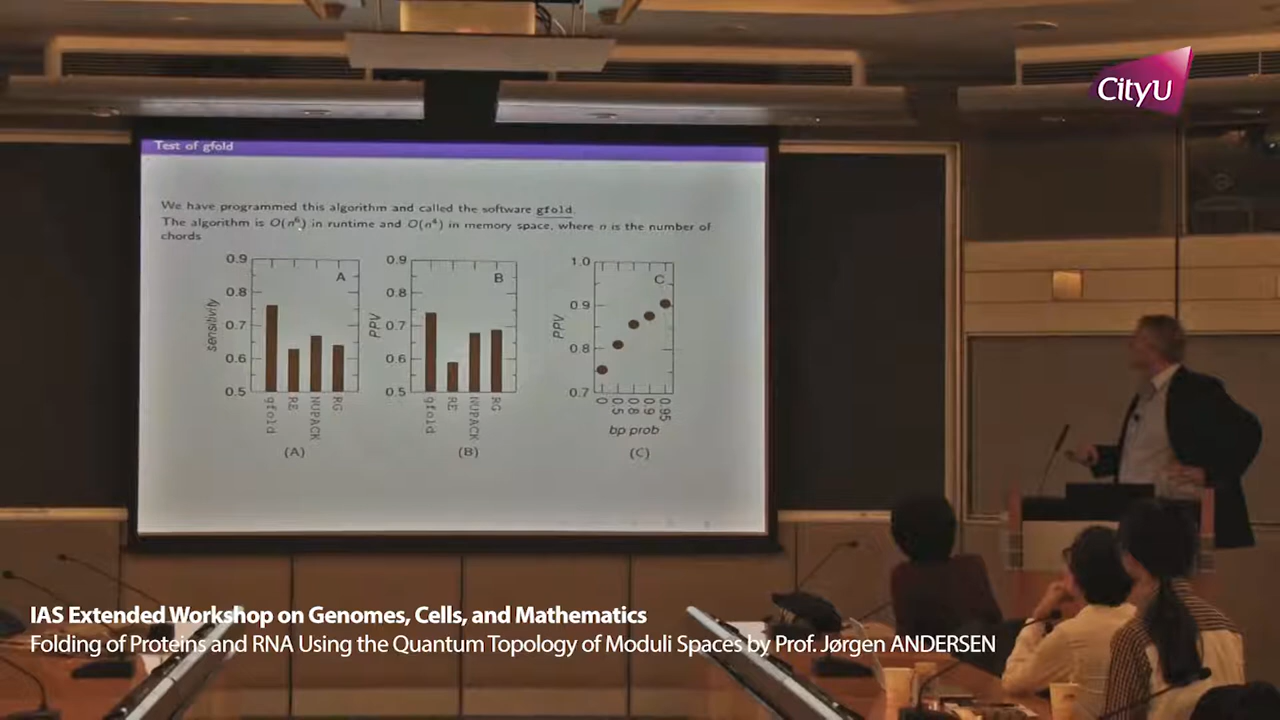 CityU
Test of gfold
We have programmed this algorithm and called the software gfold.
The algorithm is O(n⁶) in runtime and O(n⁴) in memory space, where n is the number of
chords
0.9
0.8
0.7
0.6
0.5
sensitivity
A
gfold
RE
NUPACK
RG
(A)
0.9
0.8
0.7
0.6
0.5
PPV
B
gfold
RE
NUPACK
RG
(B)
1.0
0.9
0.8
0.7
PPV
C
0
0.5
0.8
0.9
0.95
bp prob
(C)
IAS Extended Workshop on Genomes, Cells, and Mathematics
Folding of Proteins and RNA Using the Quantum Topology of Moduli Spaces by Prof. Jørgen ANDERSEN